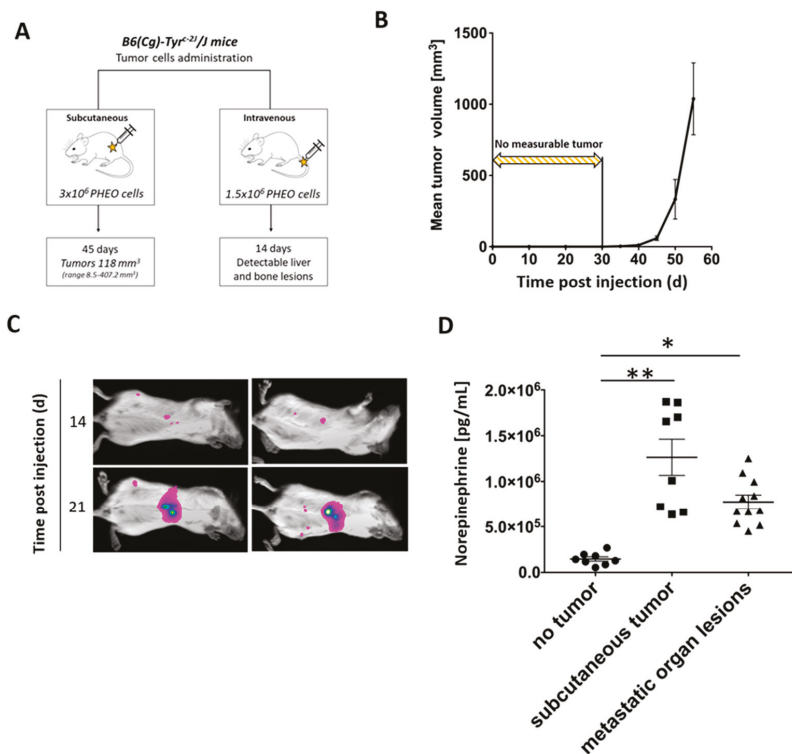 A
B6(Cg)-Tyrᶜ⁻²ᴶ/J mice
Tumor cells administration
Subcutaneous
3x10⁶ PHEO cells
45 days
Tumors 118 mm³
(range 8.5-407.2 mm³)
Intravenous
1.5x10⁶ PHEO cells
14 days
Detectable liver
and bone lesions
B
Mean tumor volume [mm³]
1500
1000
500
0
No measurable tumor
0
10
20
30
40
50
60
Time post injection (d)
C
Time post injection (d)
14
21
D
Norepinephrine [pg/mL]
2.0×10⁶
1.5×10⁶
1.0×10⁶
5.0×10⁵
0.0
*
**
no tumor
subcutaneous tumor
metastatic organ lesions